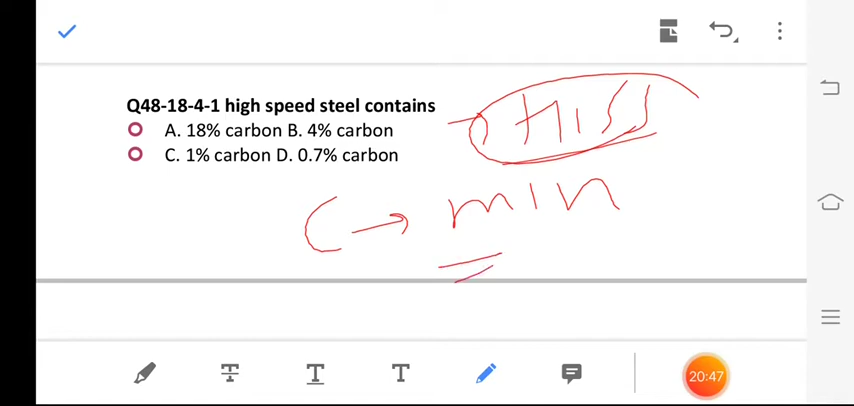 Q48-18-4-1 high speed steel contains
A. 18% carbon B. 4% carbon
C. 1% carbon D. 0.7% carbon
HSS
C → min
T T T
20:47